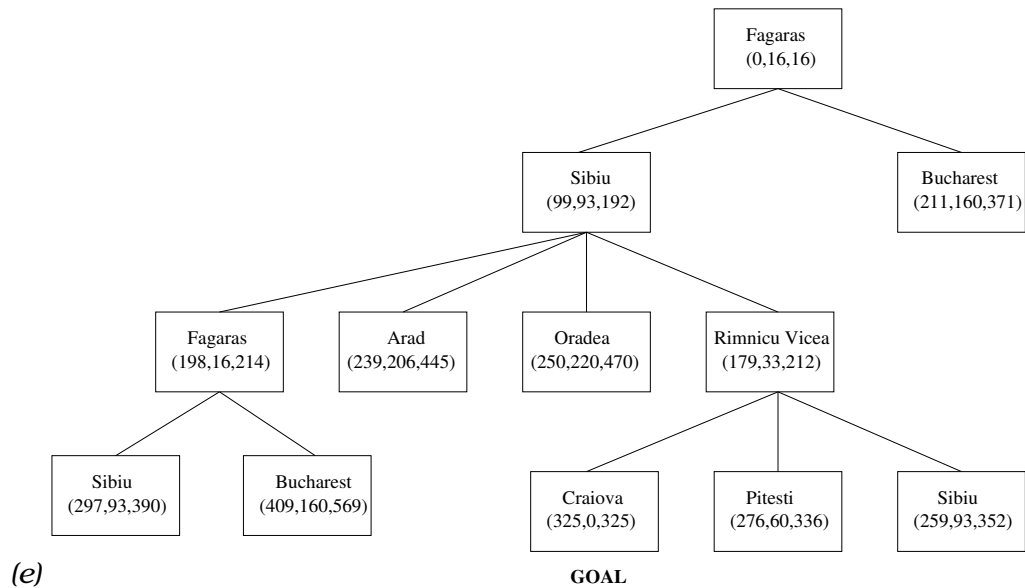 Fagaras
(0,16,16)
Sibiu
(99,93,192)
Bucharest
(211,160,371)
Fagaras
(198,16,214)
Arad
(239,206,445)
Oradea
(250,220,470)
Rimnicu Vicea
(179,33,212)
Sibiu
(297,93,390)
Bucharest
(409,160,569)
Craiova
(325,0,325)
Pitesti
(276,60,336)
Sibiu
(259,93,352)
(e)
GOAL